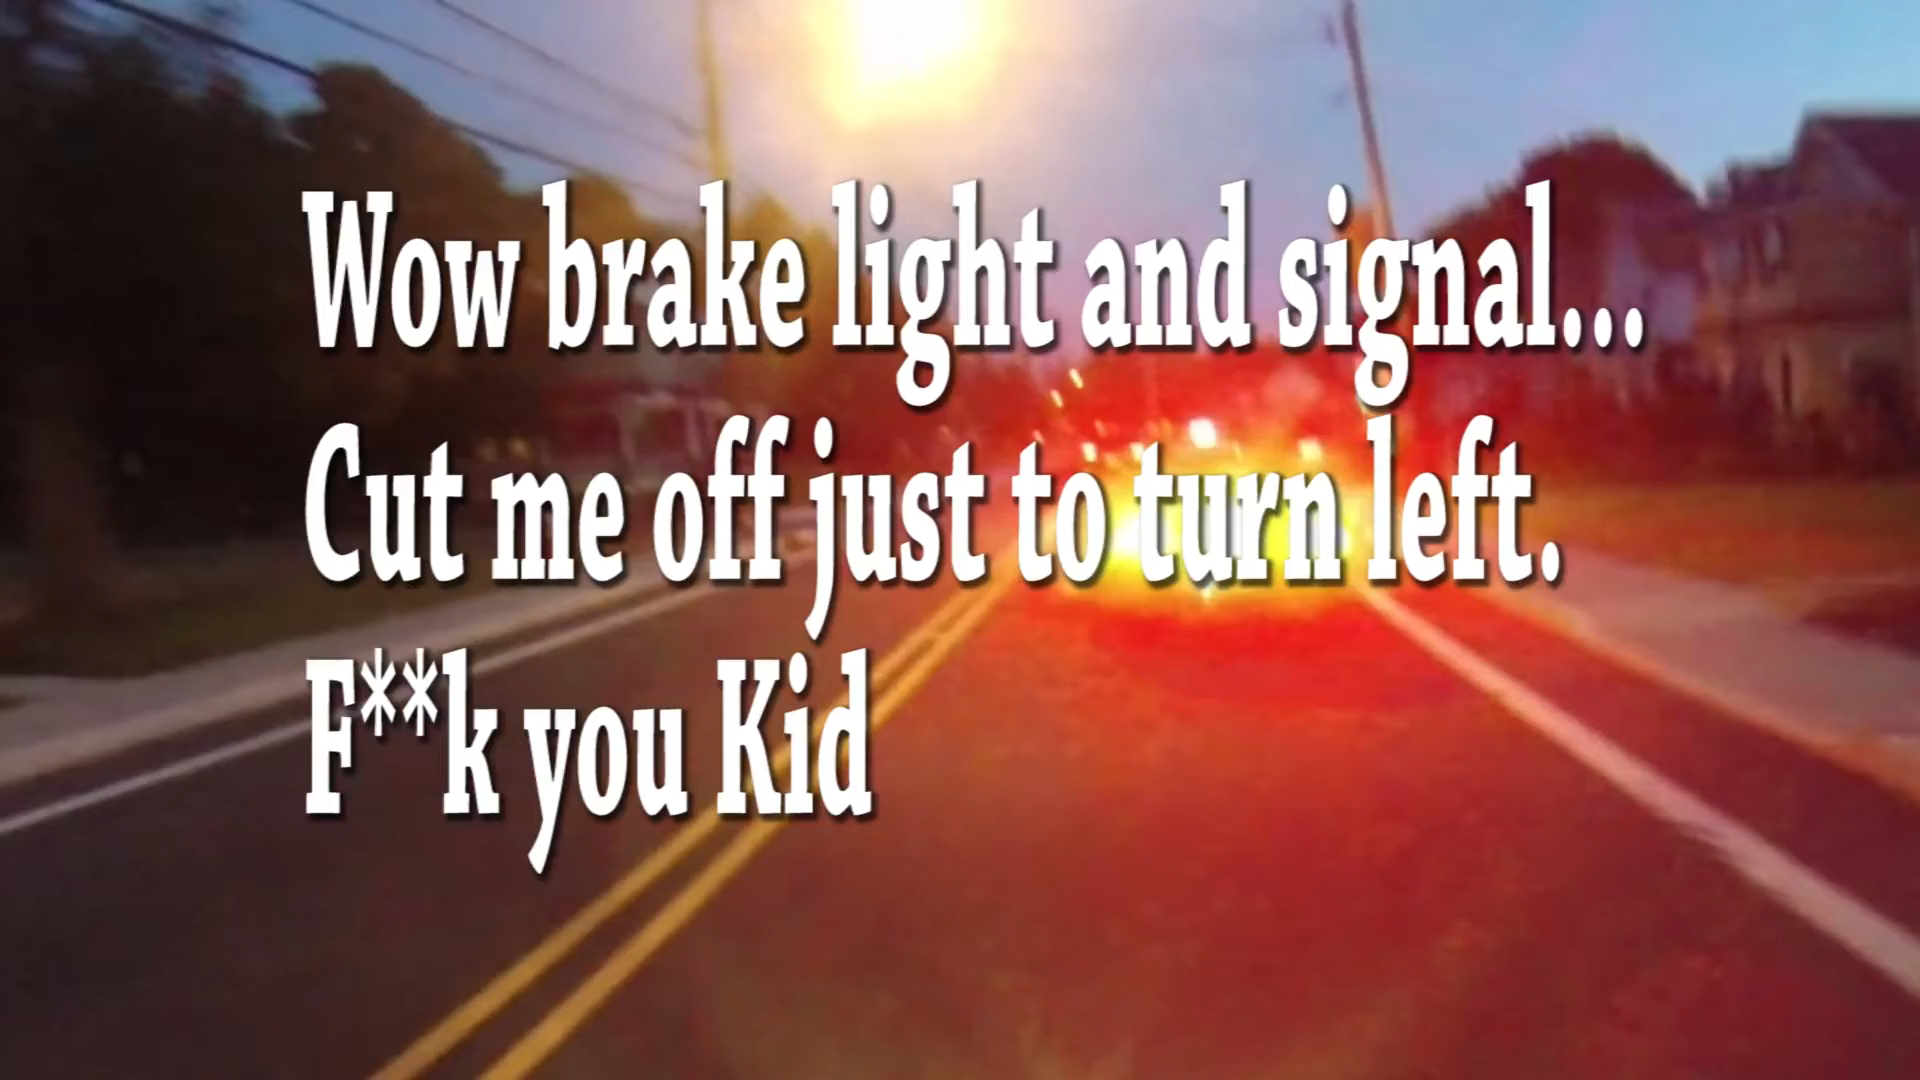 Wow brake light and signal...
Cut me off just to turn left.
F**k you Kid